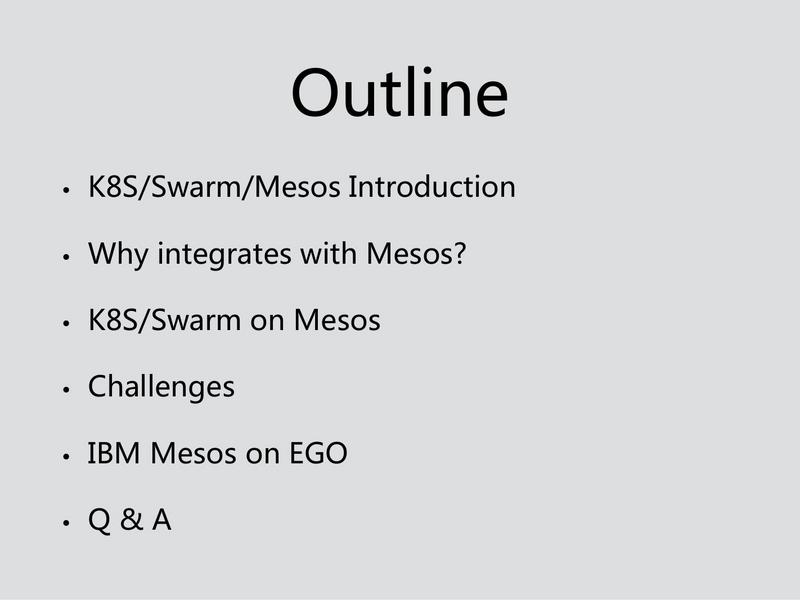 Outline
• K8S/Swarm/Mesos Introduction
• Why integrates with Mesos?
• K8S/Swarm on Mesos
• Challenges
• IBM Mesos on EGO
• Q & A